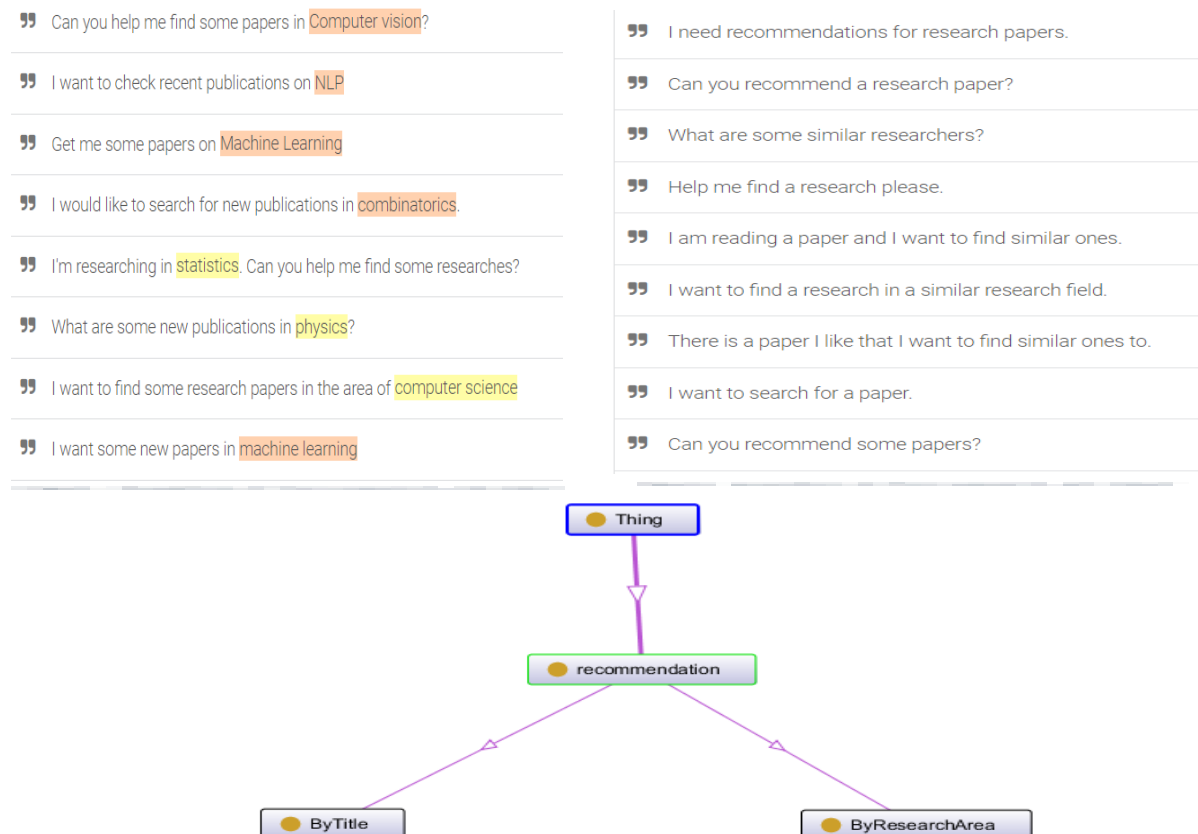 Can you help me find some papers in Computer vision?
I want to check recent publications on NLP
Get me some papers on Machine Learning
I would like to search for new publications in combinatorics.
I'm researching in statistics. Can you help me find some researches?
What are some new publications in physics?
I want to find some research papers in the area of computer science
I want some new papers in machine learning
I need recommendations for research papers.
Can you recommend a research paper?
What are some similar researchers?
Help me find a research please.
I am reading a paper and I want to find similar ones.
I want to find a research in a similar research field.
There is a paper I like that I want to find similar ones to.
I want to search for a paper.
Can you recommend some papers?
Thing
recommendation
ByTitle
ByResearchArea